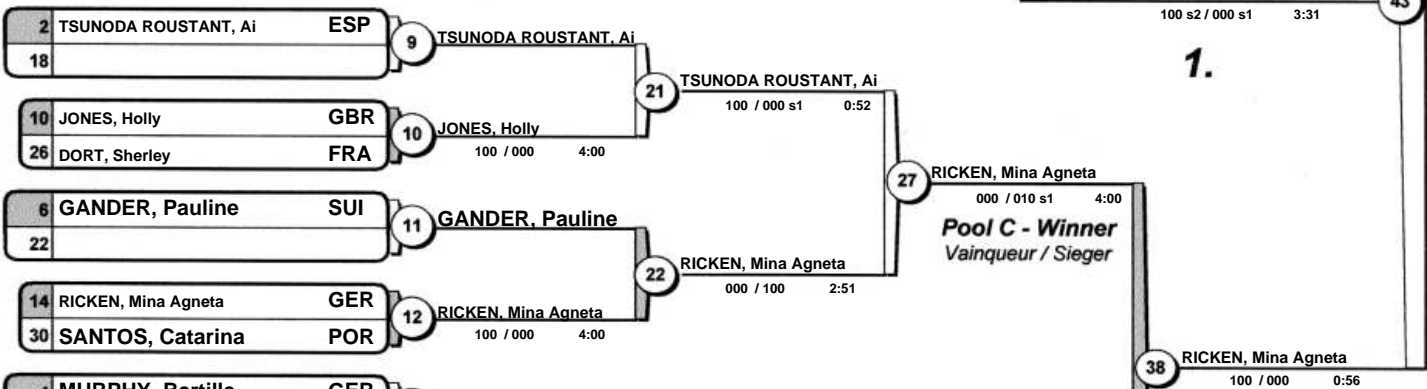 2 TSUNODA ROUSTANT, Ai ESP
18
9
TSUNODA ROUSTANT, Ai
10 JONES, Holly GBR
26 DORT, Sherley FRA
10
JONES, Holly
100 / 000 4:00
21
TSUNODA ROUSTANT, Ai
100 / 000 s1 0:52
6 GANDER, Pauline SUI
22
11
GANDER, Pauline
14 RICKEN, Mina Agneta GER
30 SANTOS, Catarina POR
12
RICKEN, Mina Agneta
100 / 000 4:00
22
RICKEN, Mina Agneta
000 / 100 2:51
27
RICKEN, Mina Agneta
000 / 010 s1 4:00
Pool C - Winner
Vainqueur / Sieger
100 s2 / 000 s1 3:31
43
1.
38
RICKEN, Mina Agneta
100 / 000 0:56